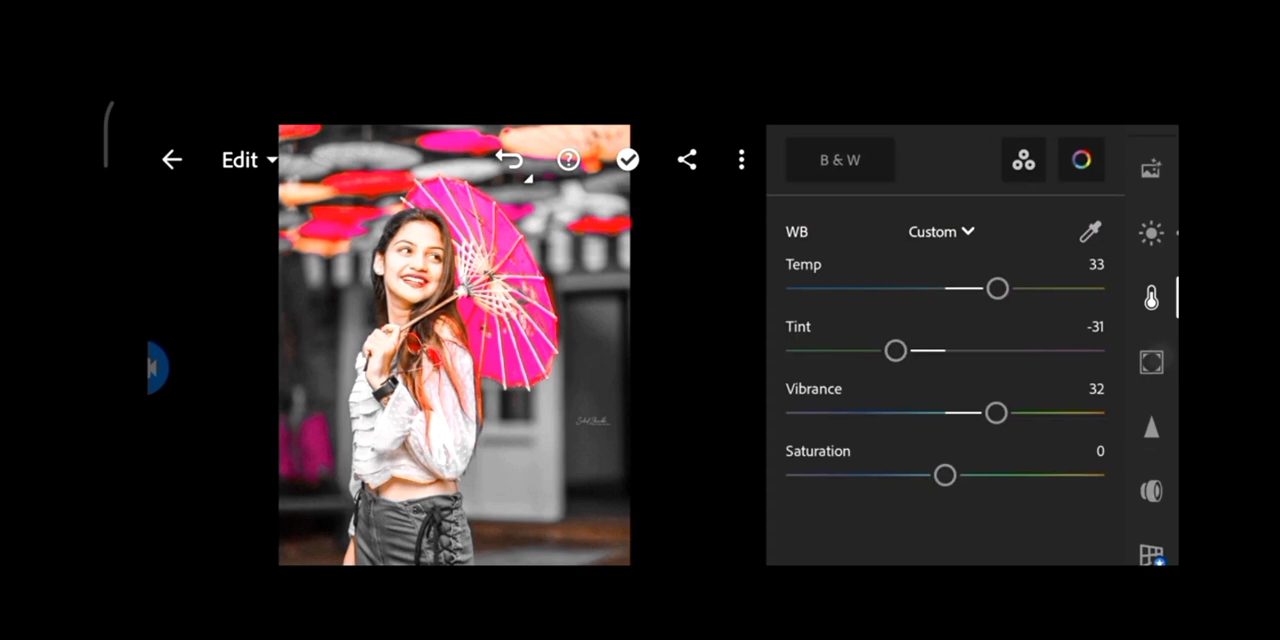 Edit
B & W
WB
Custom
Temp
33
Tint
-31
Vibrance
32
Saturation
0